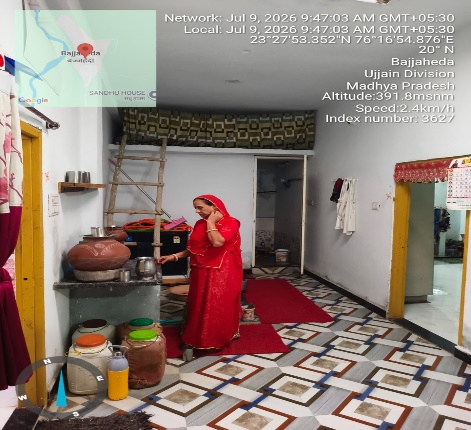 Network: Jul 9, 2026 9:47:03 AM GMT+05:30
Local: Jul 9, 2026 9:47:03 AM GMT+05:30
23°27'53.352"N 76°16'54.876"E
20° N
Bajjaheda
Ujjain Division
Madhya Pradesh
Altitude:391.8msnm
Speed:2.4km/h
Index number: 3627
Bajjaheda
SANDHU HOUSE
Google
N
E
S
W